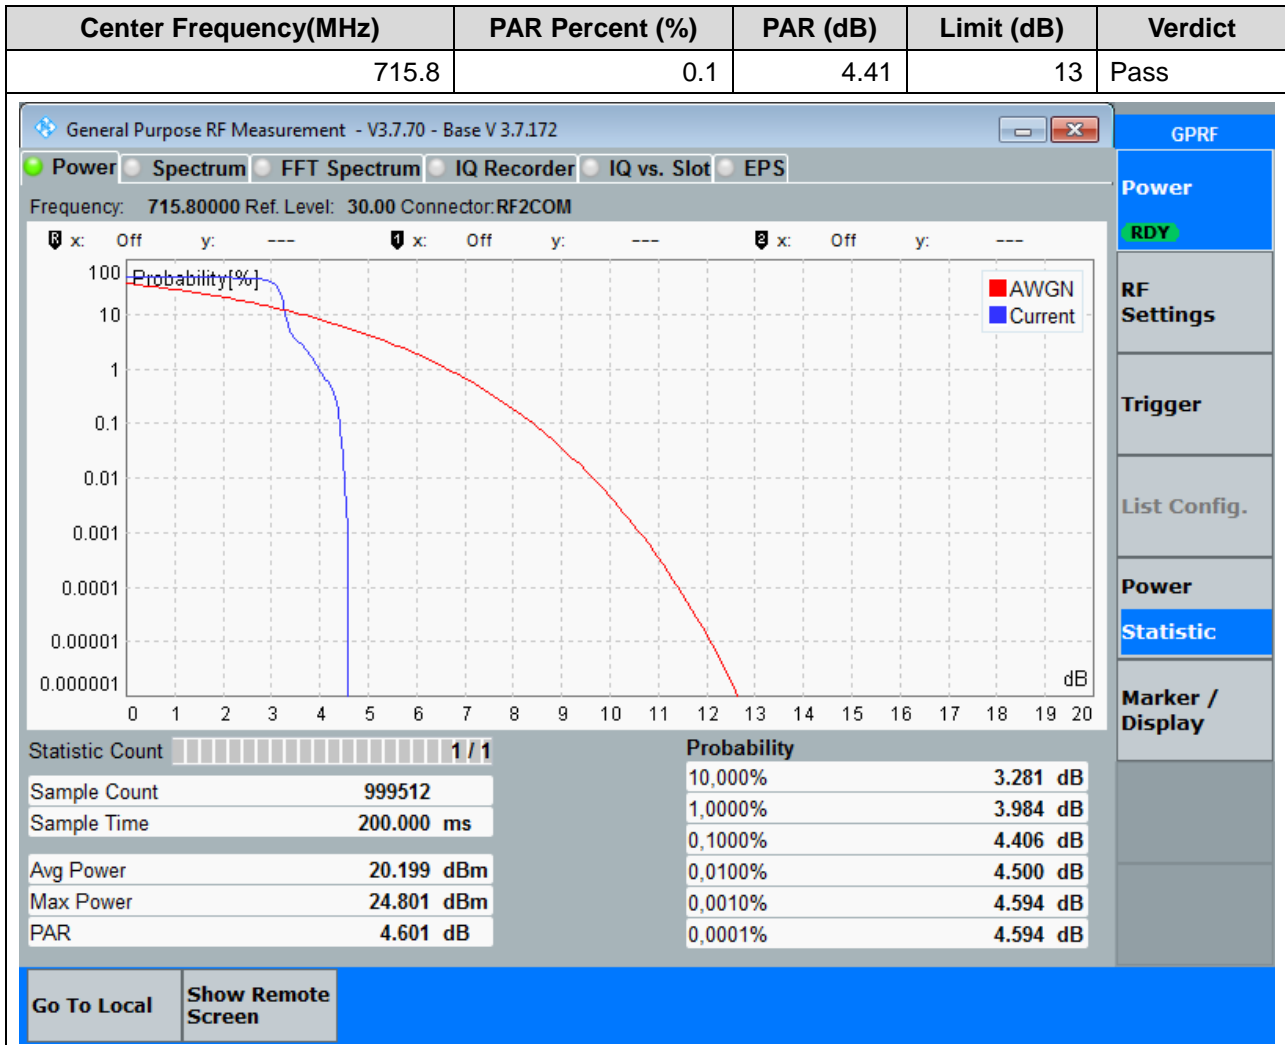 Center Frequency(MHz) PAR Percent (%) PAR (dB) Limit (dB) Verdict
715.8 0.1 4.41 13 Pass
General Purpose RF Measurement - V3.7.70 - Base V 3.7.172
GPRF
Power Spectrum FFT Spectrum IQ Recorder IQ vs. Slot EPS
Power
RDY
Frequency: 715.80000 Ref. Level: 30.00 Connector: RF2COM
R x: Off y: --- 1 x: Off y: --- 2 x: Off y: ---
Probability[%]
100
10
1
0.1
0.01
0.001
0.0001
0.00001
0.000001
AWGN
Current
dB
0 1 2 3 4 5 6 7 8 9 10 11 12 13 14 15 16 17 18 19 20
RF
Settings
Trigger
List Config.
Power
Statistic
Marker /
Display
Statistic Count 1 / 1
Sample Count 999512
Sample Time 200.000 ms
Avg Power 20.199 dBm
Max Power 24.801 dBm
PAR 4.601 dB
Probability
10,000% 3.281 dB
1,0000% 3.984 dB
0,1000% 4.406 dB
0,0100% 4.500 dB
0,0010% 4.594 dB
0,0001% 4.594 dB
Go To Local
Show Remote
Screen